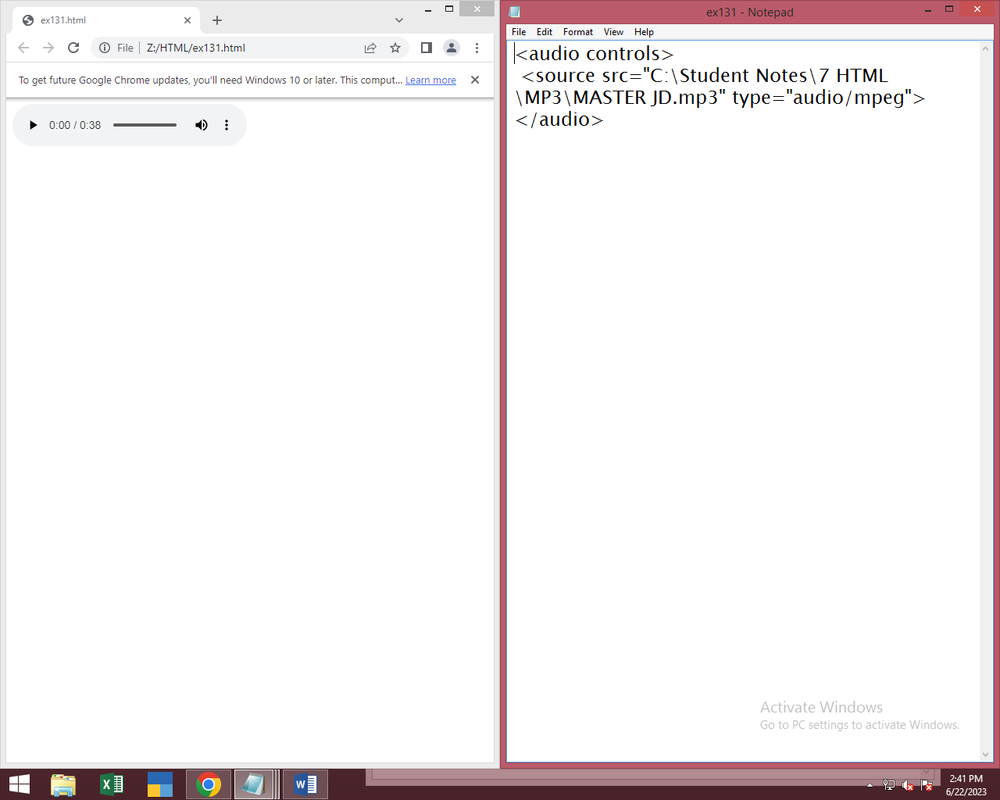 ex131.html
File
Z:/HTML/ex131.html
To get future Google Chrome updates, you'll need Windows 10 or later. This comput... Learn more
0:00 / 0:38
ex131 - Notepad
File Edit Format View Help
<audio controls>
<source src="C:\Student Notes\7 HTML
\MP3\MASTER JD.mp3" type="audio/mpeg">
</audio>
Activate Windows
Go to PC settings to activate Windows.
2:41 PM
6/22/2023